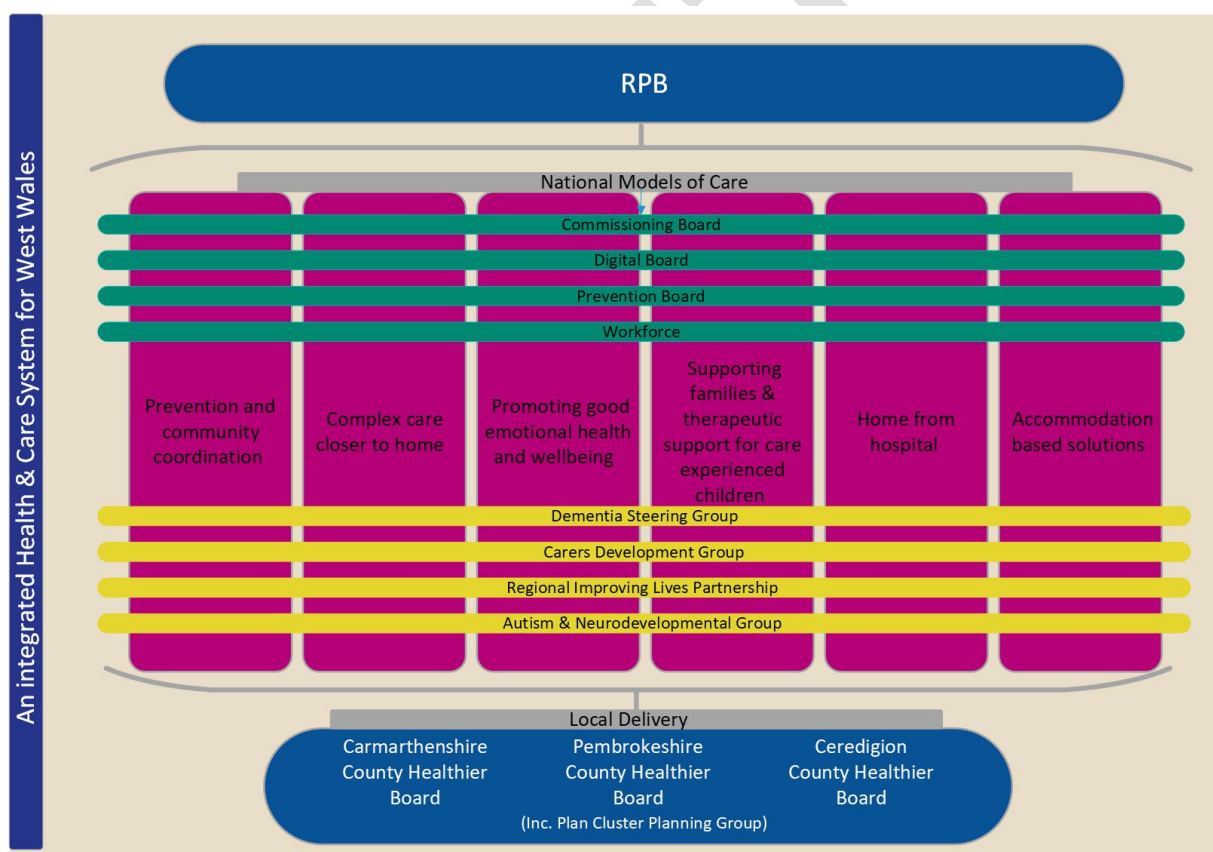 An integrated Health & Care System for West Wales
RPB
National Models of Care
Commissioning Board
Digital Board
Prevention Board
Workforce
Prevention and
community
coordination
Complex care
closer to home
Promoting good
emotional health
and wellbeing
Supporting
families &
therapeutic
support for care
experienced
children
Home from
hospital
Accommodation
based solutions
Dementia Steering Group
Carers Development Group
Regional Improving Lives Partnership
Autism & Neurodevelopmental Group
Local Delivery
Carmarthenshire
County Healthier
Board
Pembrokeshire
County Healthier
Board
(Inc. Plan Cluster Planning Group)
Ceredigion
County Healthier
Board